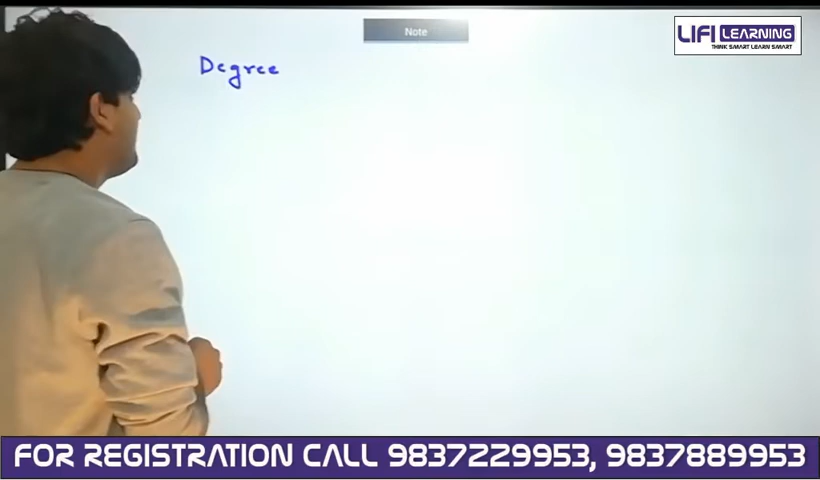 Note
LIFI LEARNING
THINK SMART LEARN SMART
Degree
FOR REGISTRATION CALL 9837229953, 9837889953